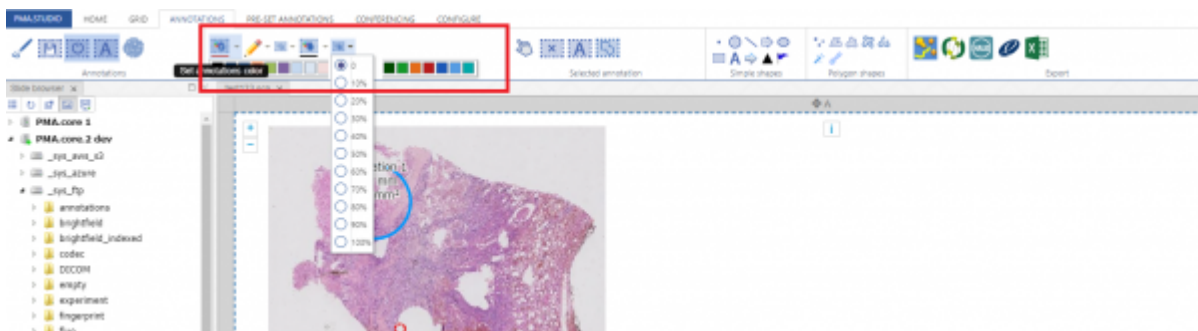 PMA.STUDIO HOME GRID ANNOTATIONS PRE-SET ANNOTATIONS CONFERENCING CONFIGURE
Annotations
Set annotations color
Selected annotation
Simple shapes
Polygon shapes
Export
Slide browser
A
PMA.core 1
PMA.core.2 dev
_sys_aws_s3
_sys_azure
_sys_ftp
annotations
brightfield
brightfield_indexed
codec
DICOM
empty
experiment
fingerprint
0
10%
20%
30%
40%
50%
60%
70%
80%
90%
100%
mm